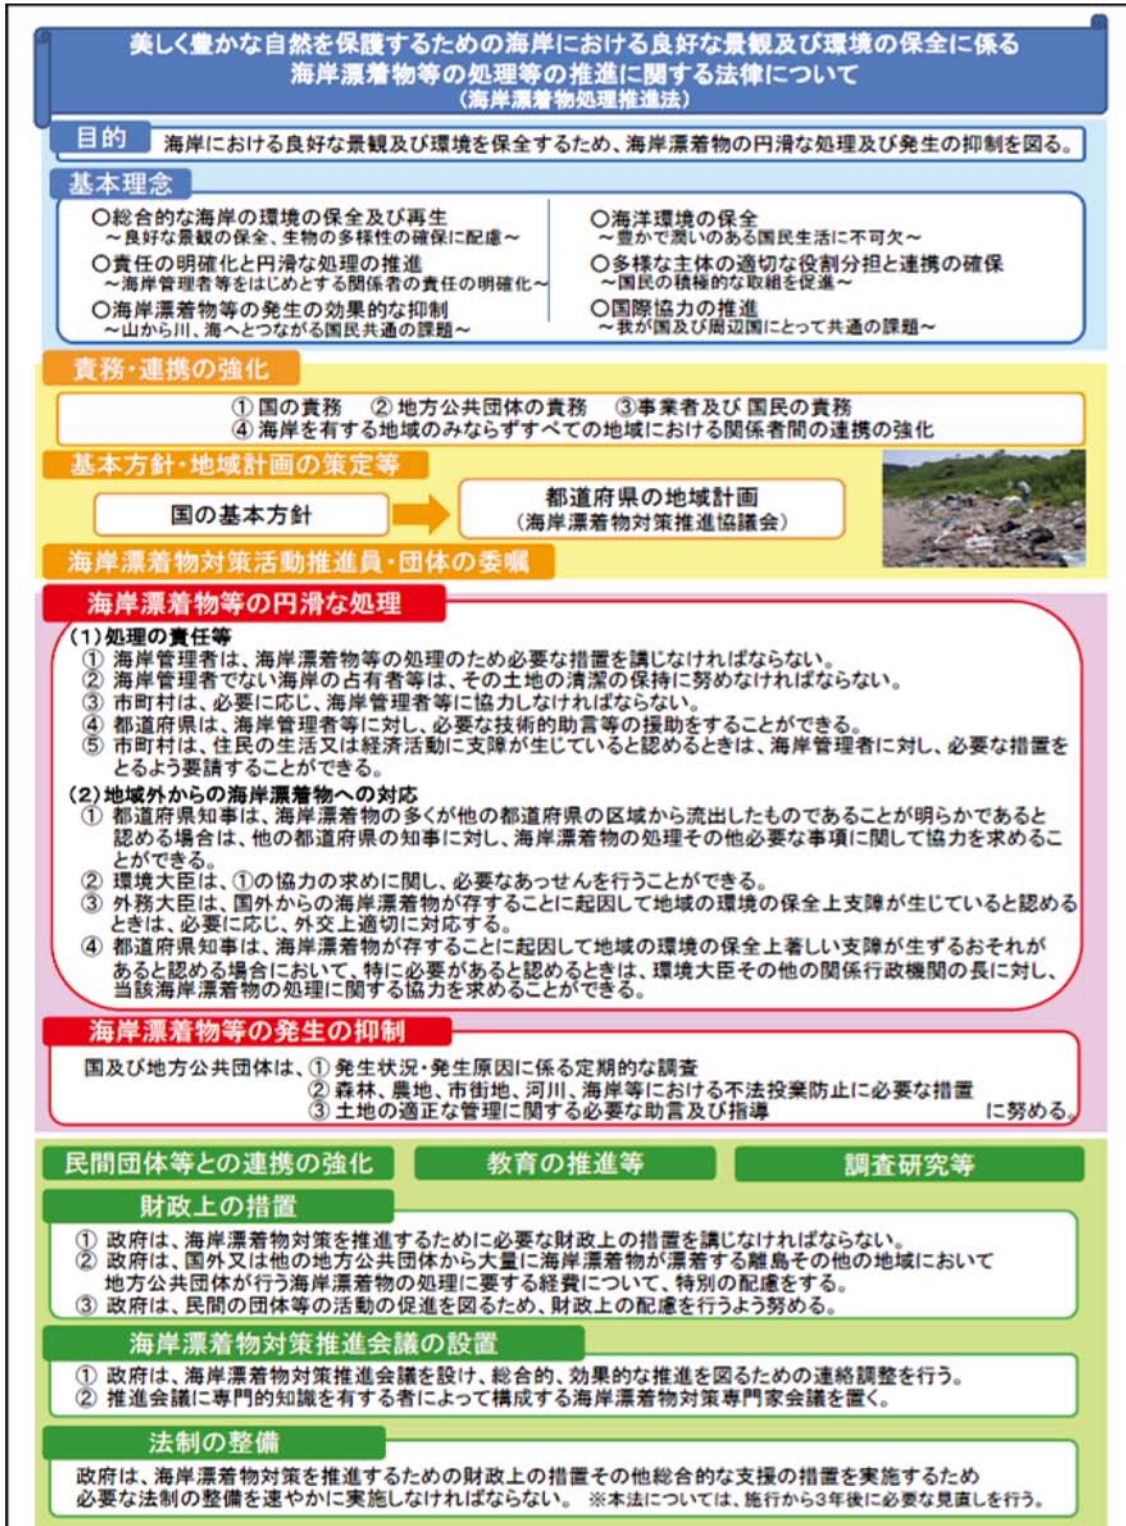 美しく豊かな自然を保護するための海岸における良好な景観及び環境の保全に係る
海岸漂着物等の処理等の推進に関する法律について
(海岸漂着物処理推進法)
目的
海岸における良好な景観及び環境を保全するため、海岸漂着物の円滑な処理及び発生の抑制を図る。
基本理念
○総合的な海岸の環境の保全及び再生
～良好な景観の保全、生物の多様性の確保に配慮～
○責任の明確化と円滑な処理の推進
～海岸管理者等をはじめとする関係者の責任の明確化～
○海岸漂着物等の発生の効果的な抑制
～山から川、海へとつながる国民共通の課題～
○海洋環境の保全
～豊かで潤いのある国民生活に不可欠～
○多様な主体の適切な役割分担と連携の確保
～国民の積極的な取組を促進～
○国際協力の推進
～我が国及び周辺国にとって共通の課題～
責務・連携の強化
① 国の責務 ② 地方公共団体の責務 ③事業者及び 国民の責務
④ 海岸を有する地域のみならずすべての地域における関係者間の連携の強化
基本方針・地域計画の策定等
国の基本方針
都道府県の地域計画
(海岸漂着物対策推進協議会)
海岸漂着物対策活動推進員・団体の委嘱
海岸漂着物等の円滑な処理
(1)処理の責任等
① 海岸管理者は、海岸漂着物等の処理のため必要な措置を講じなければならない。
② 海岸管理者でない海岸の占有者等は、その土地の清潔の保持に努めなければならない。
③ 市町村は、必要に応じ、海岸管理者等に協力しなければならない。
④ 都道府県は、海岸管理者等に対し、必要な技術的助言等の援助をすることができる。
⑤ 市町村は、住民の生活又は経済活動に支障が生じていると認めるときは、海岸管理者に対し、必要な措置を
とるよう要請することができる。
(2)地域外からの海岸漂着物への対応
① 都道府県知事は、海岸漂着物の多くが他の都道府県の区域から流出したものであることが明らかであると
認める場合は、他の都道府県の知事に対し、海岸漂着物の処理その他必要な事項に関して協力を求めるこ
とができる。
② 環境大臣は、①の協力の求めに関し、必要なあっせんを行うことができる。
③ 外務大臣は、国外からの海岸漂着物が存することに起因して地域の環境の保全上支障が生じていると認める
ときは、必要に応じ、外交上適切に対応する。
④ 都道府県知事は、海岸漂着物が存することに起因して地域の環境の保全上著しい支障が生ずるおそれが
あると認める場合において、特に必要があると認めるときは、環境大臣その他の関係行政機関の長に対し、
当該海岸漂着物の処理に関する協力を求めることができる。
海岸漂着物等の発生の抑制
国及び地方公共団体は、① 発生状況・発生原因に係る定期的な調査
② 森林、農地、市街地、河川、海岸等における不法投棄防止に必要な措置
③ 土地の適正な管理に関する必要な助言及び指導 に努める。
民間団体等との連携の強化
教育の推進等
調査研究等
財政上の措置
① 政府は、海岸漂着物対策を推進するために必要な財政上の措置を講じなければならない。
② 政府は、国外又は他の地方公共団体から大量に海岸漂着物が漂着する離島その他の地域において
地方公共団体が行う海岸漂着物の処理に要する経費について、特別の配慮をする。
③ 政府は、民間の団体等の活動の促進を図るため、財政上の配慮を行うよう努める。
海岸漂着物対策推進会議の設置
① 政府は、海岸漂着物対策推進会議を設け、総合的、効果的な推進を図るための連絡調整を行う。
② 推進会議に専門的知識を有する者によって構成する海岸漂着物対策専門家会議を置く。
法制の整備
政府は、海岸漂着物対策を推進するための財政上の措置その他総合的な支援の措置を実施するため
必要な法制の整備を速やかに実施しなければならない。 ※本法については、施行から3年後に必要な見直しを行う。